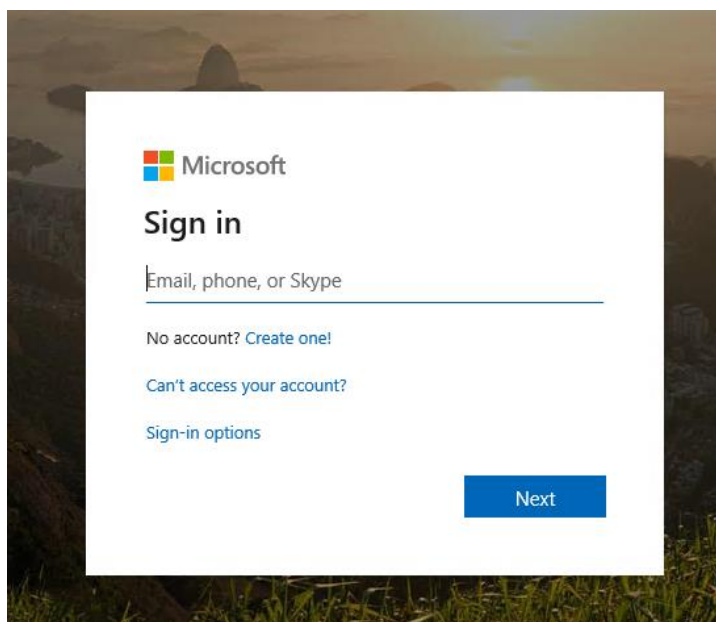 Microsoft
Sign in
Email, phone, or Skype
No account? Create one!
Can't access your account?
Sign-in options
Next